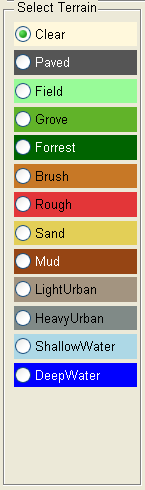 Select Terrain
Clear
Paved
Field
Grove
Forrest
Brush
Rough
Sand
Mud
LightUrban
HeavyUrban
ShallowWater
DeepWater